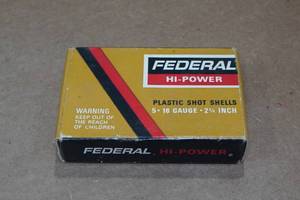 FEDERAL
HI-POWER
PLASTIC SHOT SHELLS
5 • 16 GAUGE • 2¾ INCH
WARNING
KEEP OUT OF
THE REACH
OF CHILDREN
FEDERAL HI-POWER